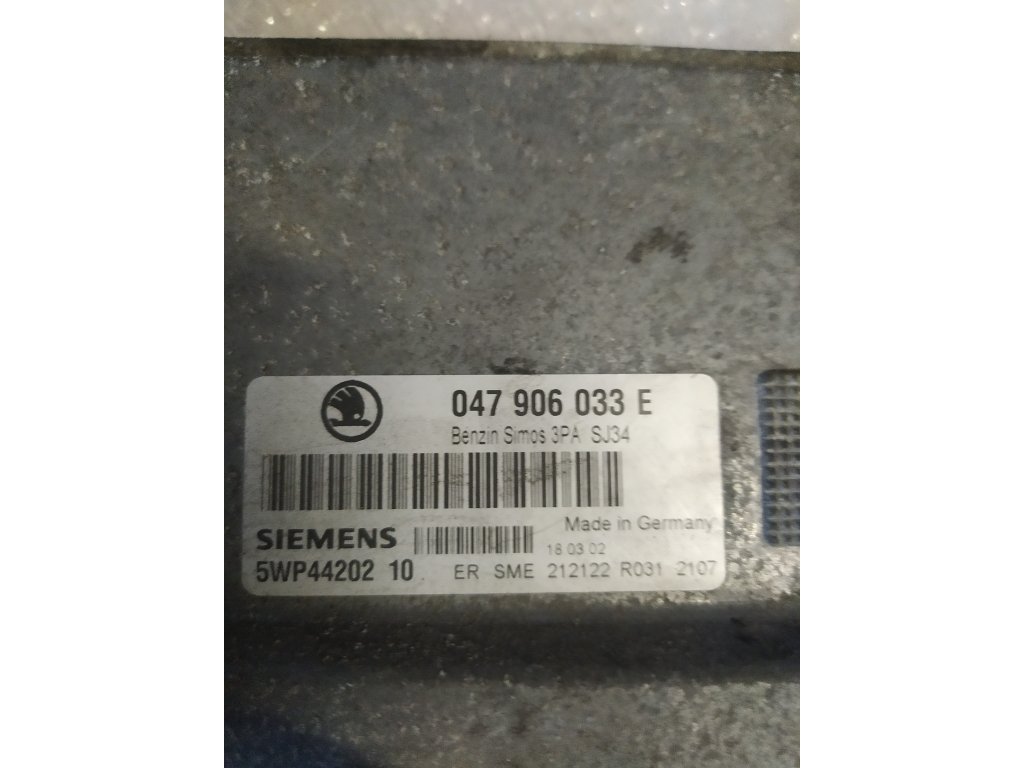 047 906 033 E
Benzin Simos 3PA SJ34
Made in Germany
SIEMENS
18 03 02
5WP44202 10 ER SME 212122 R031 2107